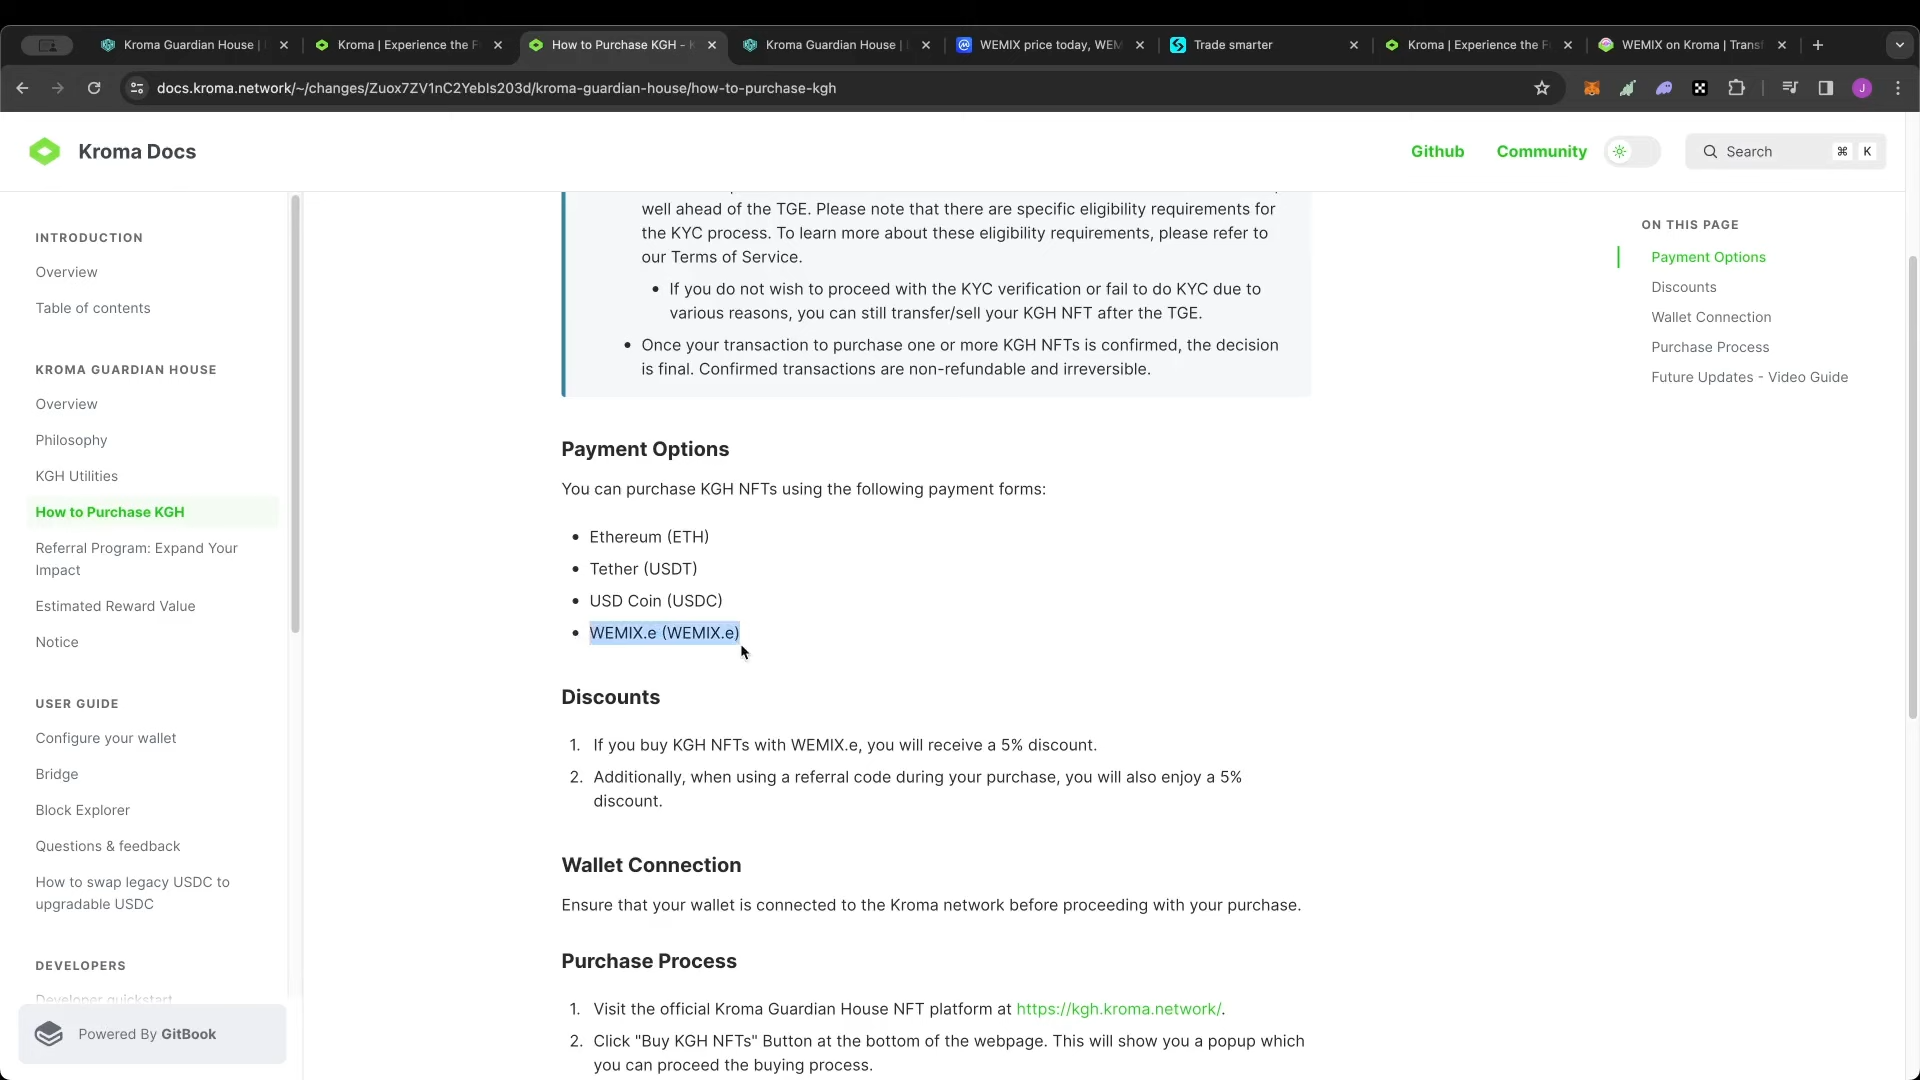 Kroma Guardian House |
Kroma | Experience the F
How to Purchase KGH - K
Kroma Guardian House |
WEMIX price today, WEM
Trade smarter
Kroma | Experience the F
WEMIX on Kroma | Transf
docs.kroma.network/~/changes/Zuox7ZV1nC2YebIs203d/kroma-guardian-house/how-to-purchase-kgh
J
Kroma Docs
Github
Community
Search
⌘ K
INTRODUCTION
Overview
Table of contents
KROMA GUARDIAN HOUSE
Overview
Philosophy
KGH Utilities
How to Purchase KGH
Referral Program: Expand Your
Impact
Estimated Reward Value
Notice
USER GUIDE
Configure your wallet
Bridge
Block Explorer
Questions & feedback
How to swap legacy USDC to
upgradable USDC
DEVELOPERS
Developer quickstart
Powered By GitBook
well ahead of the TGE. Please note that there are specific eligibility requirements for
the KYC process. To learn more about these eligibility requirements, please refer to
our Terms of Service.
• If you do not wish to proceed with the KYC verification or fail to do KYC due to
various reasons, you can still transfer/sell your KGH NFT after the TGE.
• Once your transaction to purchase one or more KGH NFTs is confirmed, the decision
is final. Confirmed transactions are non-refundable and irreversible.
Payment Options
You can purchase KGH NFTs using the following payment forms:
• Ethereum (ETH)
• Tether (USDT)
• USD Coin (USDC)
• WEMIX.e (WEMIX.e)
Discounts
1. If you buy KGH NFTs with WEMIX.e, you will receive a 5% discount.
2. Additionally, when using a referral code during your purchase, you will also enjoy a 5%
discount.
Wallet Connection
Ensure that your wallet is connected to the Kroma network before proceeding with your purchase.
Purchase Process
1. Visit the official Kroma Guardian House NFT platform at https://kgh.kroma.network/.
2. Click "Buy KGH NFTs" Button at the bottom of the webpage. This will show you a popup which
you can proceed the buying process.
ON THIS PAGE
Payment Options
Discounts
Wallet Connection
Purchase Process
Future Updates - Video Guide